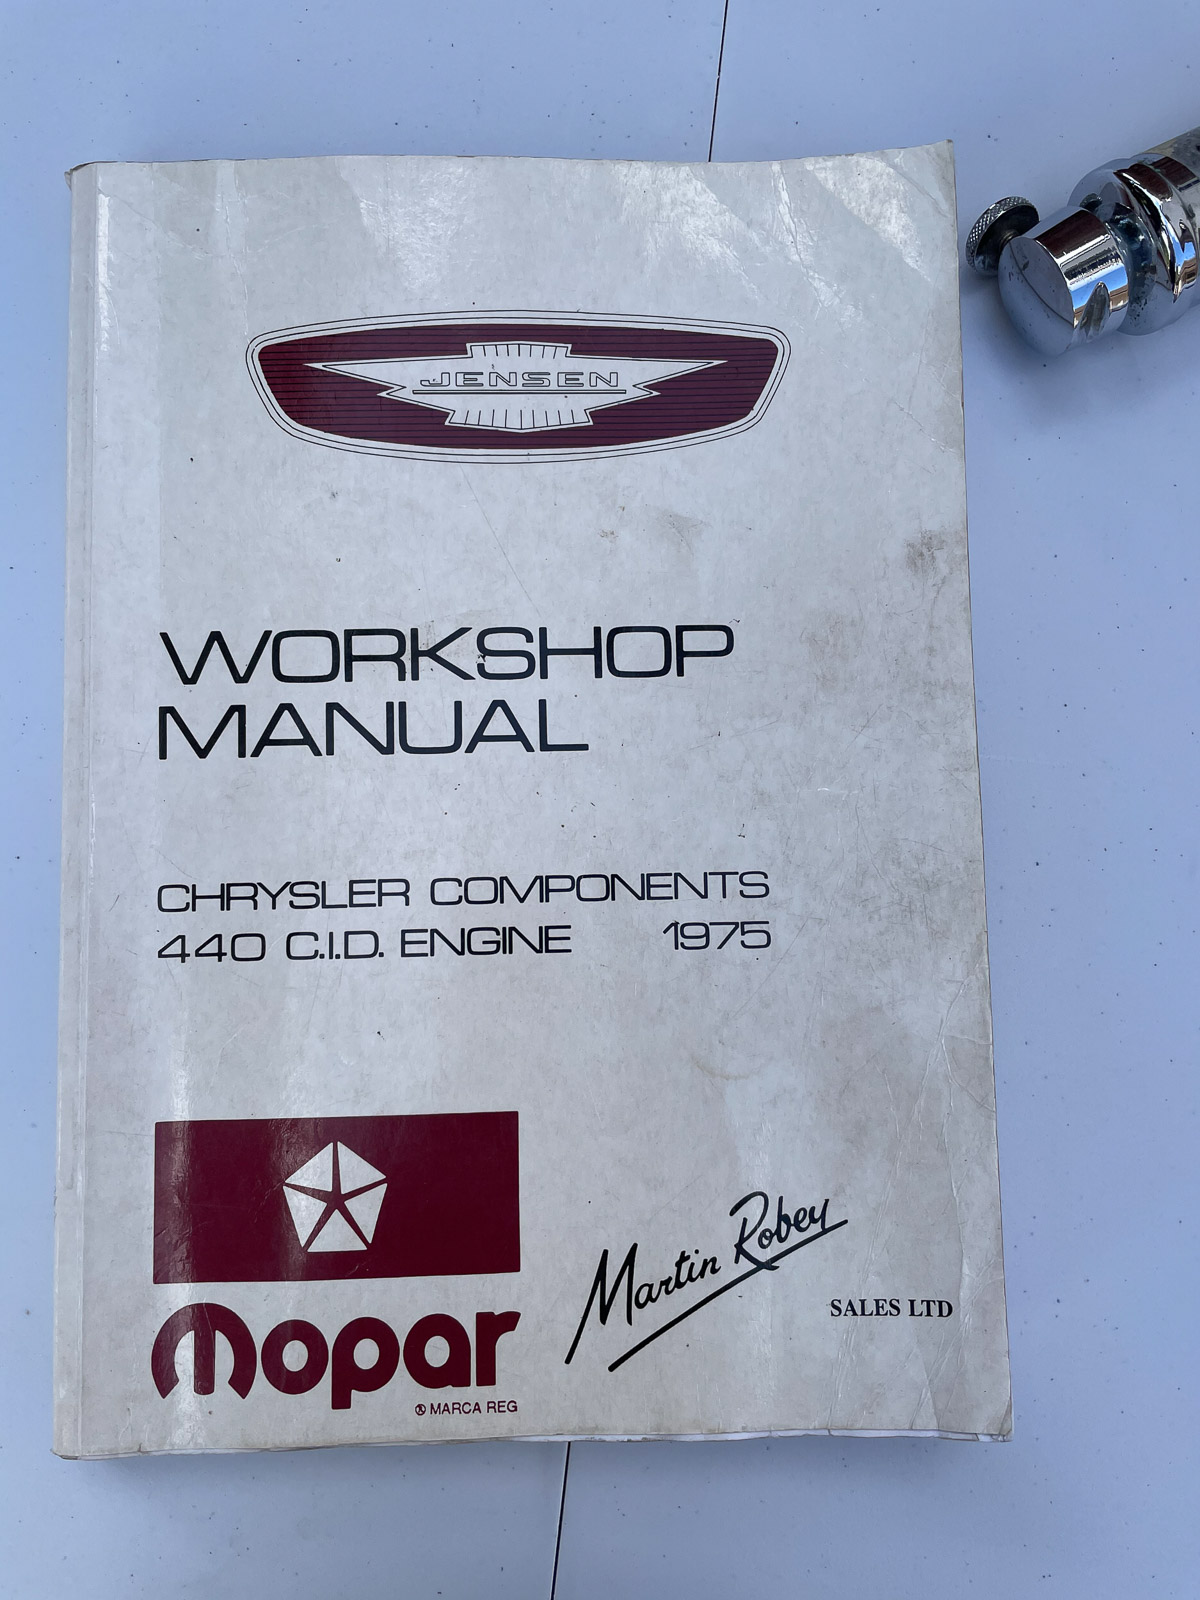 JENSEN
WORKSHOP
MANUAL
CHRYSLER COMPONENTS
440 C.I.D. ENGINE 1975
Mopar
® MARCA REG
Martin Robey
SALES LTD